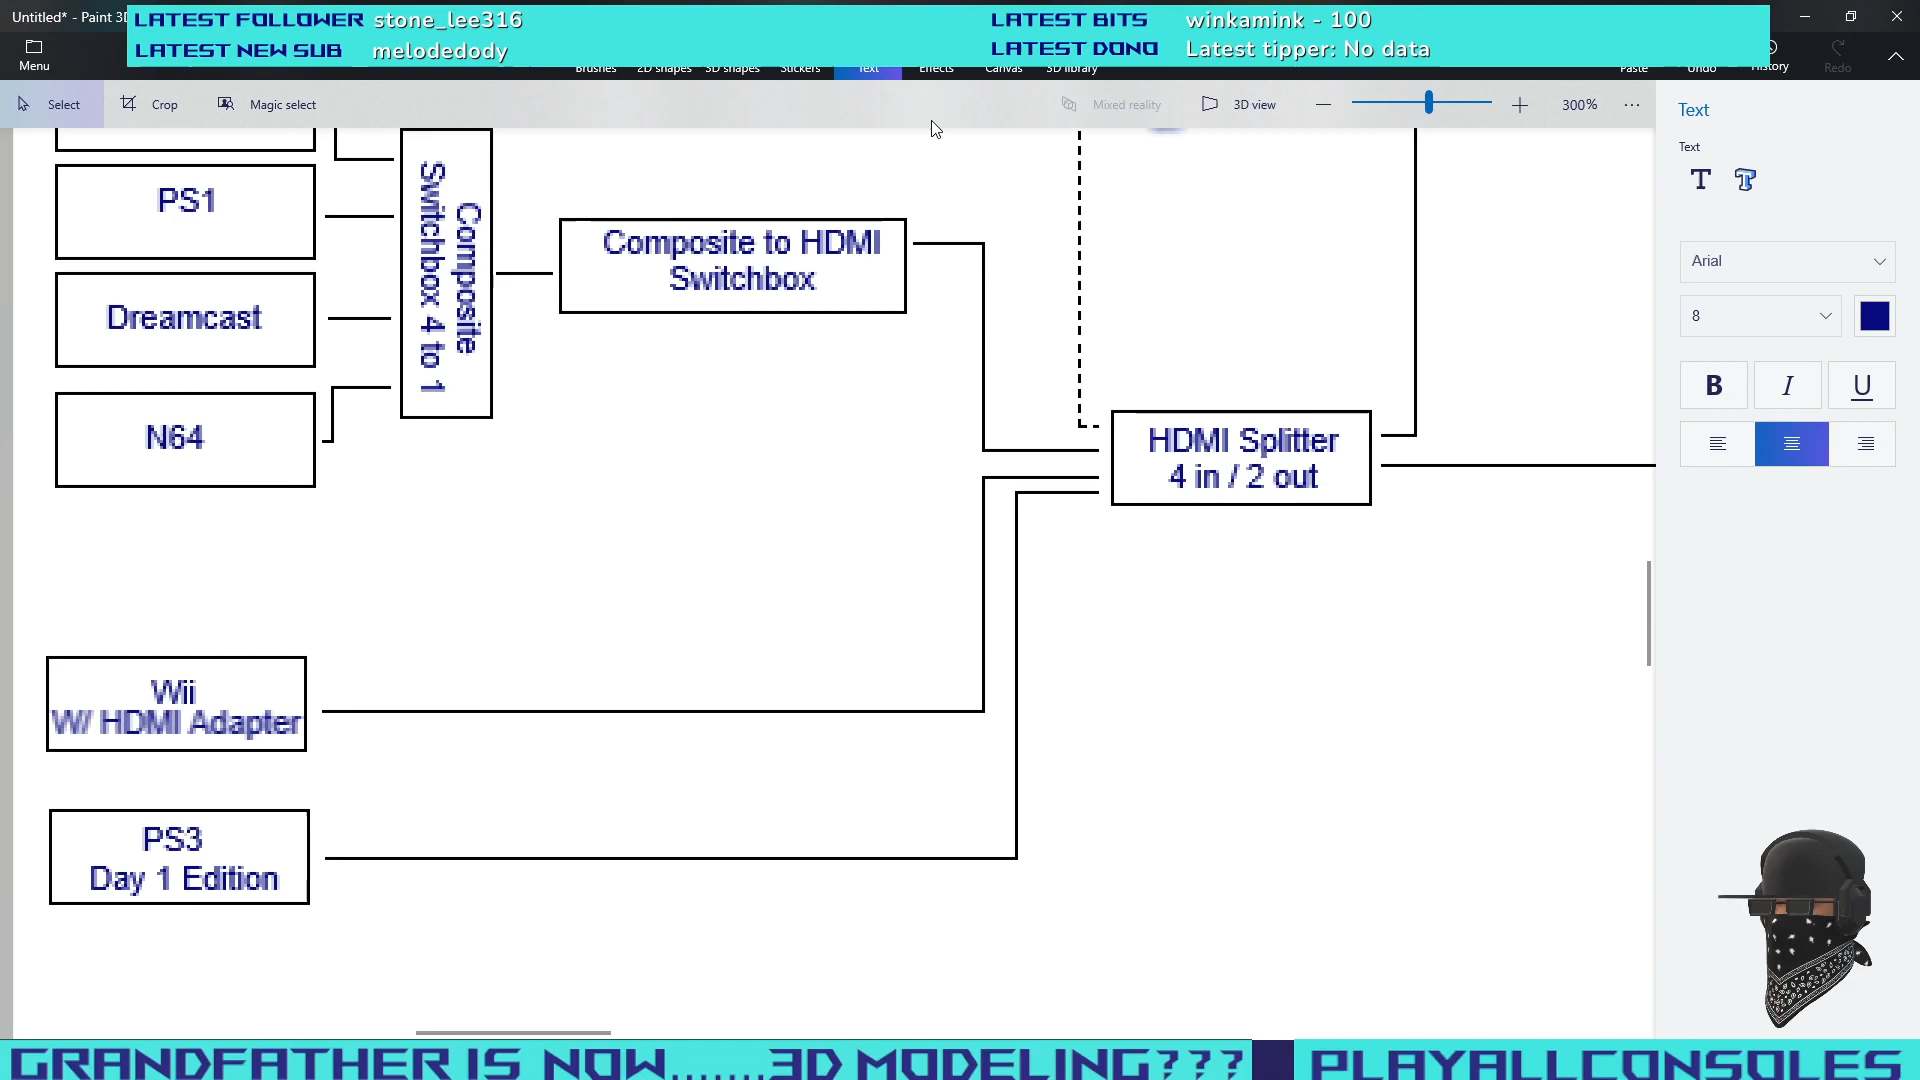 Untitled* - Paint 3D
LATEST FOLLOWER stone_lee316
LATEST NEW SUB melodedody
LATEST BITS winkamink - 100
LATEST DONO Latest tipper: No data
Menu
Brushes 2D shapes 3D shapes Stickers Text Effects Canvas 3D library Paste Undo History Redo
Select Crop Magic select Mixed reality 3D view 300%
Text
Text
T T
Arial
8
B I U
PS1
Dreamcast
N64
Composite
Switchbox 4 to 1
Composite to HDMI
Switchbox
HDMI Splitter
4 in / 2 out
Wii
W/ HDMI Adapter
PS3
Day 1 Edition
GRANDFATHER IS NOW.......3D MODELING???
PLAYALLCONSOLES